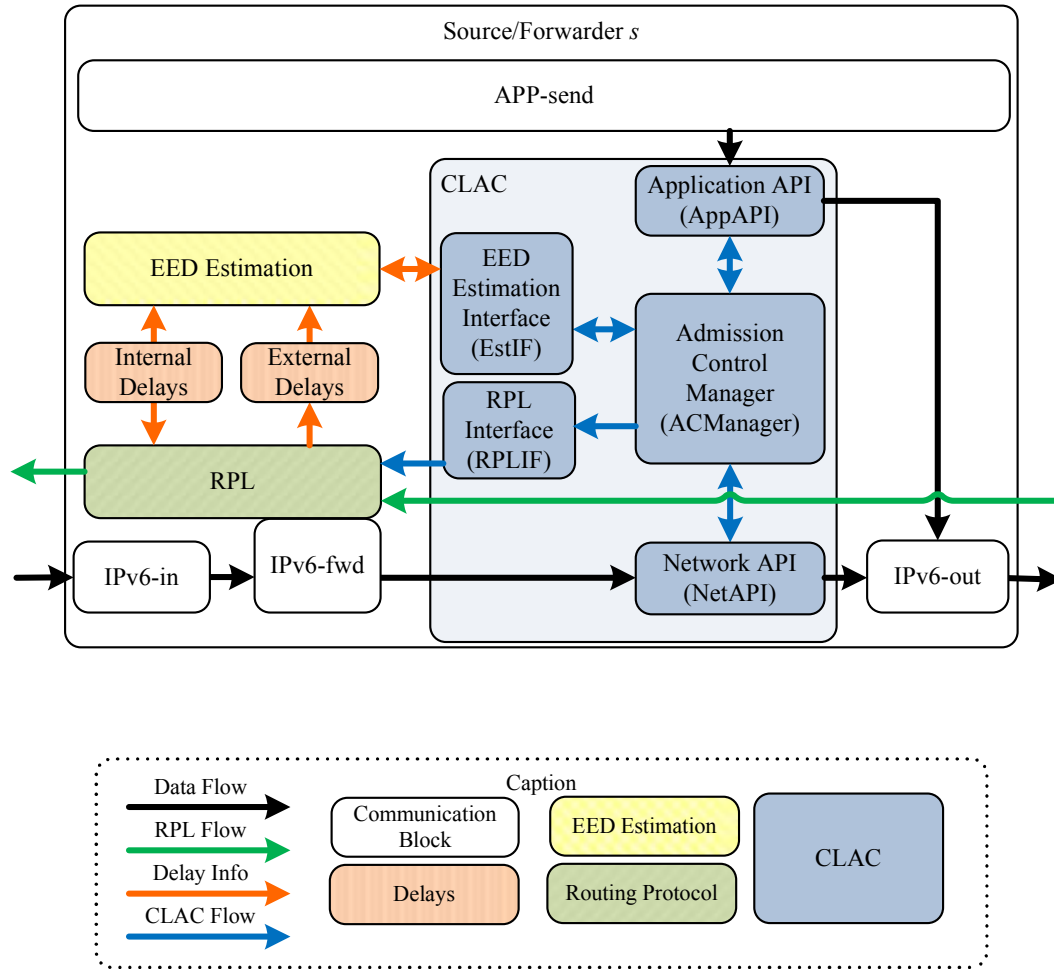 Source/Forwarder s
APP-send
CLAC
Application API
(AppAPI)
EED Estimation
EED
Estimation
Interface
(EstIF)
Admission
Control
Manager
(ACManager)
Internal
Delays
External
Delays
RPL
Interface
(RPLIF)
RPL
IPv6-in
IPv6-fwd
Network API
(NetAPI)
IPv6-out
Caption
Data Flow
RPL Flow
Delay Info
CLAC Flow
Communication
Block
Delays
EED Estimation
Routing Protocol
CLAC